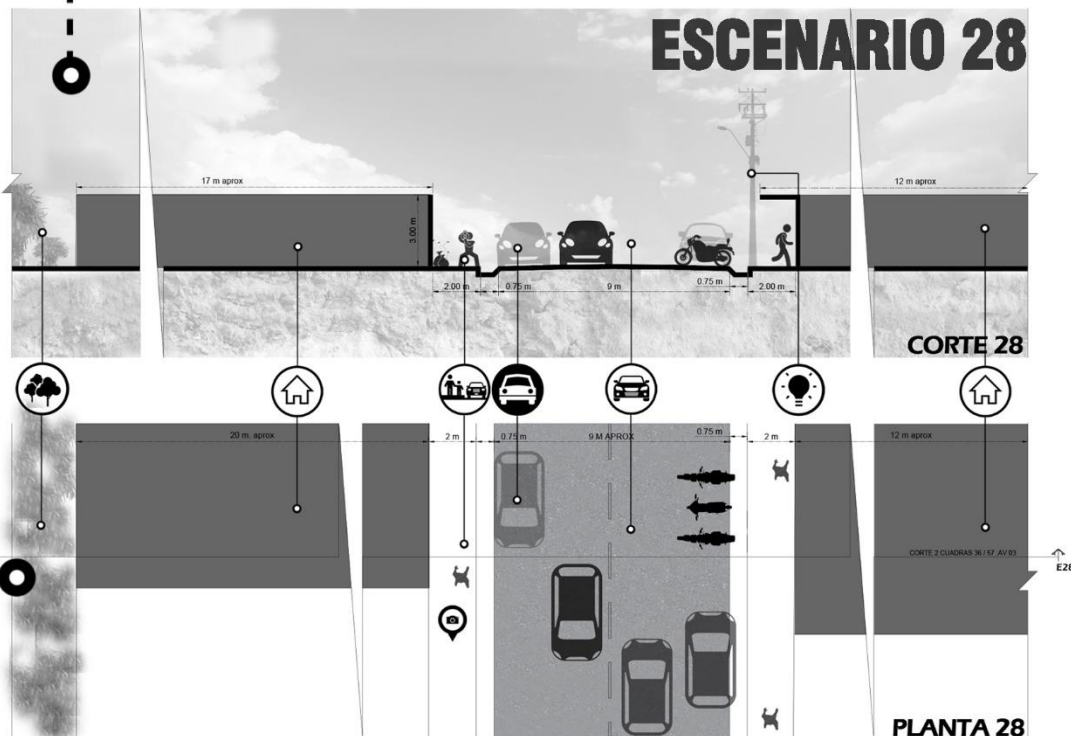 ESCENARIO 28
17 m aprox
12 m aprox
3.00 m
2.00 m
0.75 m
9 m
0.75 m
2.00 m
CORTE 28
20 m. aprox
2 m
0.75 m
9 M APROX
0.75 m
2 m
12 m aprox
CORTE 2 CUADRAS 36 / 57 AV 03
E28
PLANTA 28